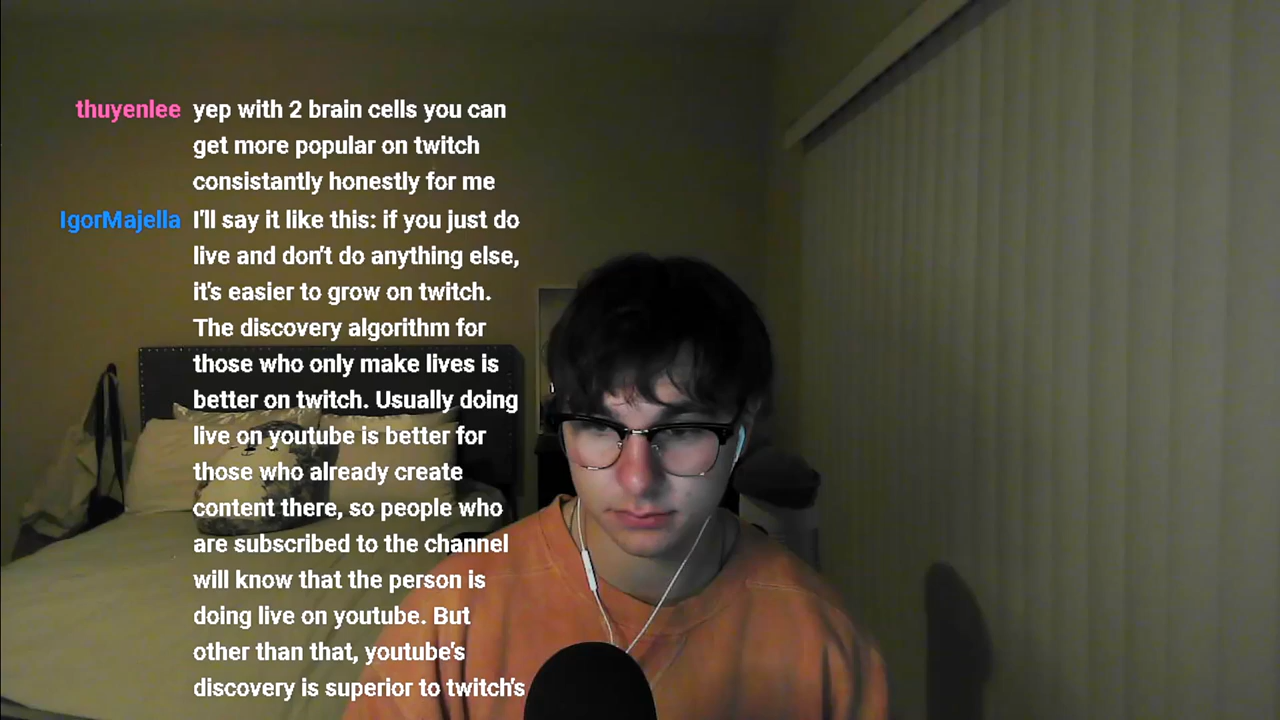 thuyenlee yep with 2 brain cells you can
get more popular on twitch
consistantly honestly for me
IgorMajella I'll say it like this: if you just do
live and don't do anything else,
it's easier to grow on twitch.
The discovery algorithm for
those who only make lives is
better on twitch. Usually doing
live on youtube is better for
those who already create
content there, so people who
are subscribed to the channel
will know that the person is
doing live on youtube. But
other than that, youtube's
discovery is superior to twitch's